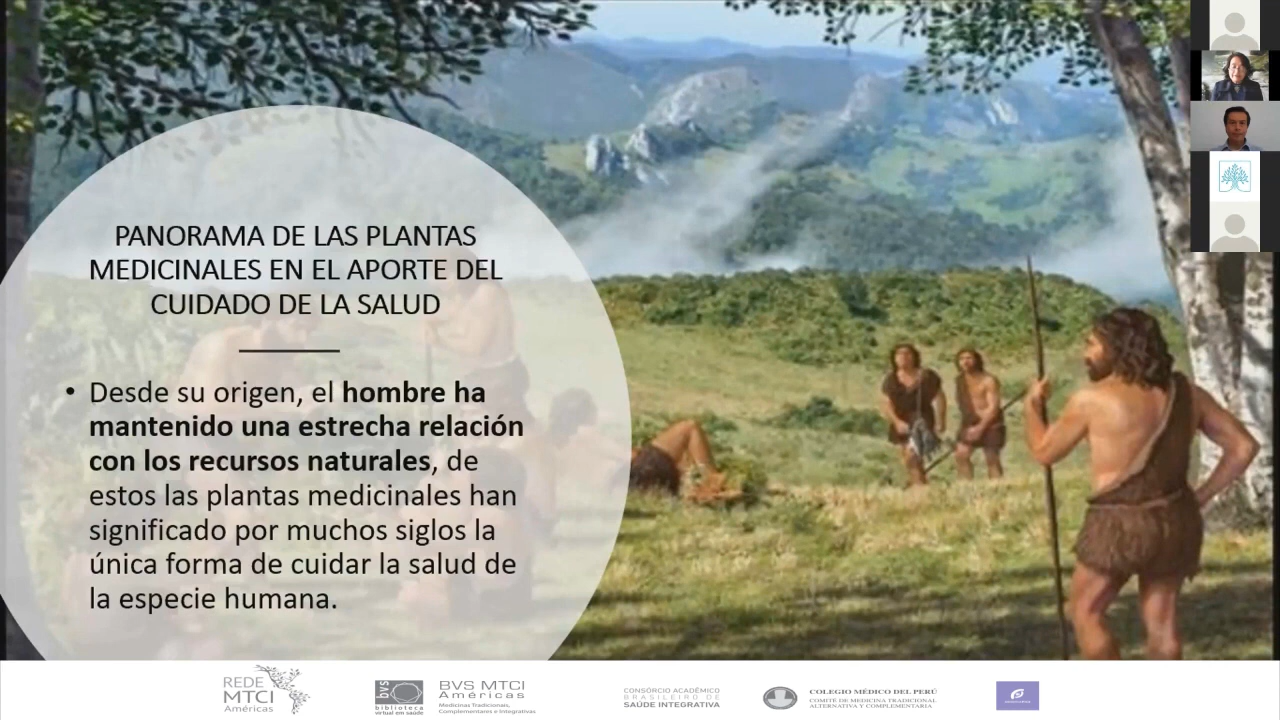 PANORAMA DE LAS PLANTAS
MEDICINALES EN EL APORTE DEL
CUIDADO DE LA SALUD
• Desde su origen, el hombre ha
mantenido una estrecha relación
con los recursos naturales, de
estos las plantas medicinales han
significado por muchos siglos la
única forma de cuidar la salud de
la especie humana.
REDE
MTCI
Américas
bvs
biblioteca
virtual em saúde
BVS MTCI
Américas
Medicinas Tradicionales,
Complementarias e Integrativas
CONSÓRCIO ACADÊMICO
BRASILEIRO DE
SAÚDE INTEGRATIVA
COLEGIO MÉDICO DEL PERÚ
COMITÉ DE MEDICINA TRADICIONAL
ALTERNATIVA Y COMPLEMENTARIA